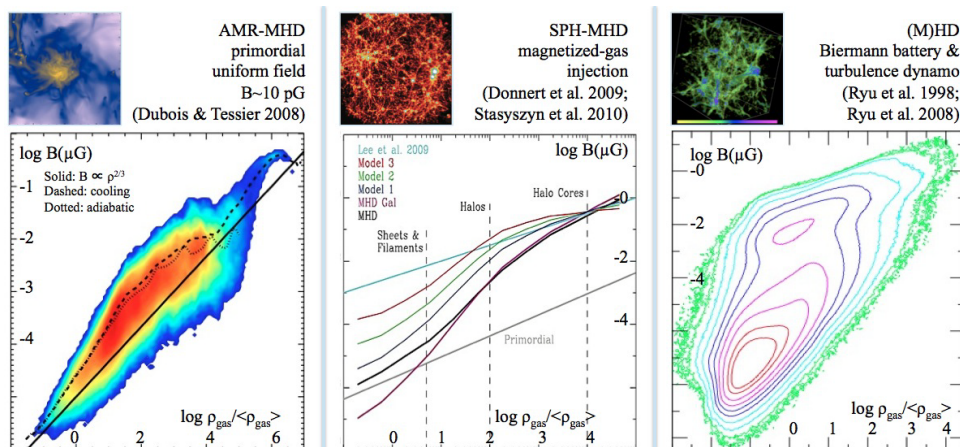 AMR-MHD
primordial
uniform field
B~10 pG
(Dubois & Tessier 2008)
log B(μG)
Solid: B ∝ ρ^2/3
Dashed: cooling
Dotted: adiabatic
-1
-2
-3
-4
log ρgas/<ρgas>
0
2
4
6
SPH-MHD
magnetized-gas
injection
(Donnert et al. 2009;
Stasyszyn et al. 2010)
log B(μG)
Lee et al. 2009
Model 3
Model 2
Model 1
MHD Gal
MHD
Sheets &
Filaments
Halos
Halo Cores
Primordial
-0
-2
-4
log ρgas/<ρgas>
0
1
2
3
4
(M)HD
Biermann battery &
turbulence dynamo
(Ryu et al. 1998;
Ryu et al. 2008)
log B(μG)
-0
-2
4
log ρgas/<ρgas>
0
1
2
3
4